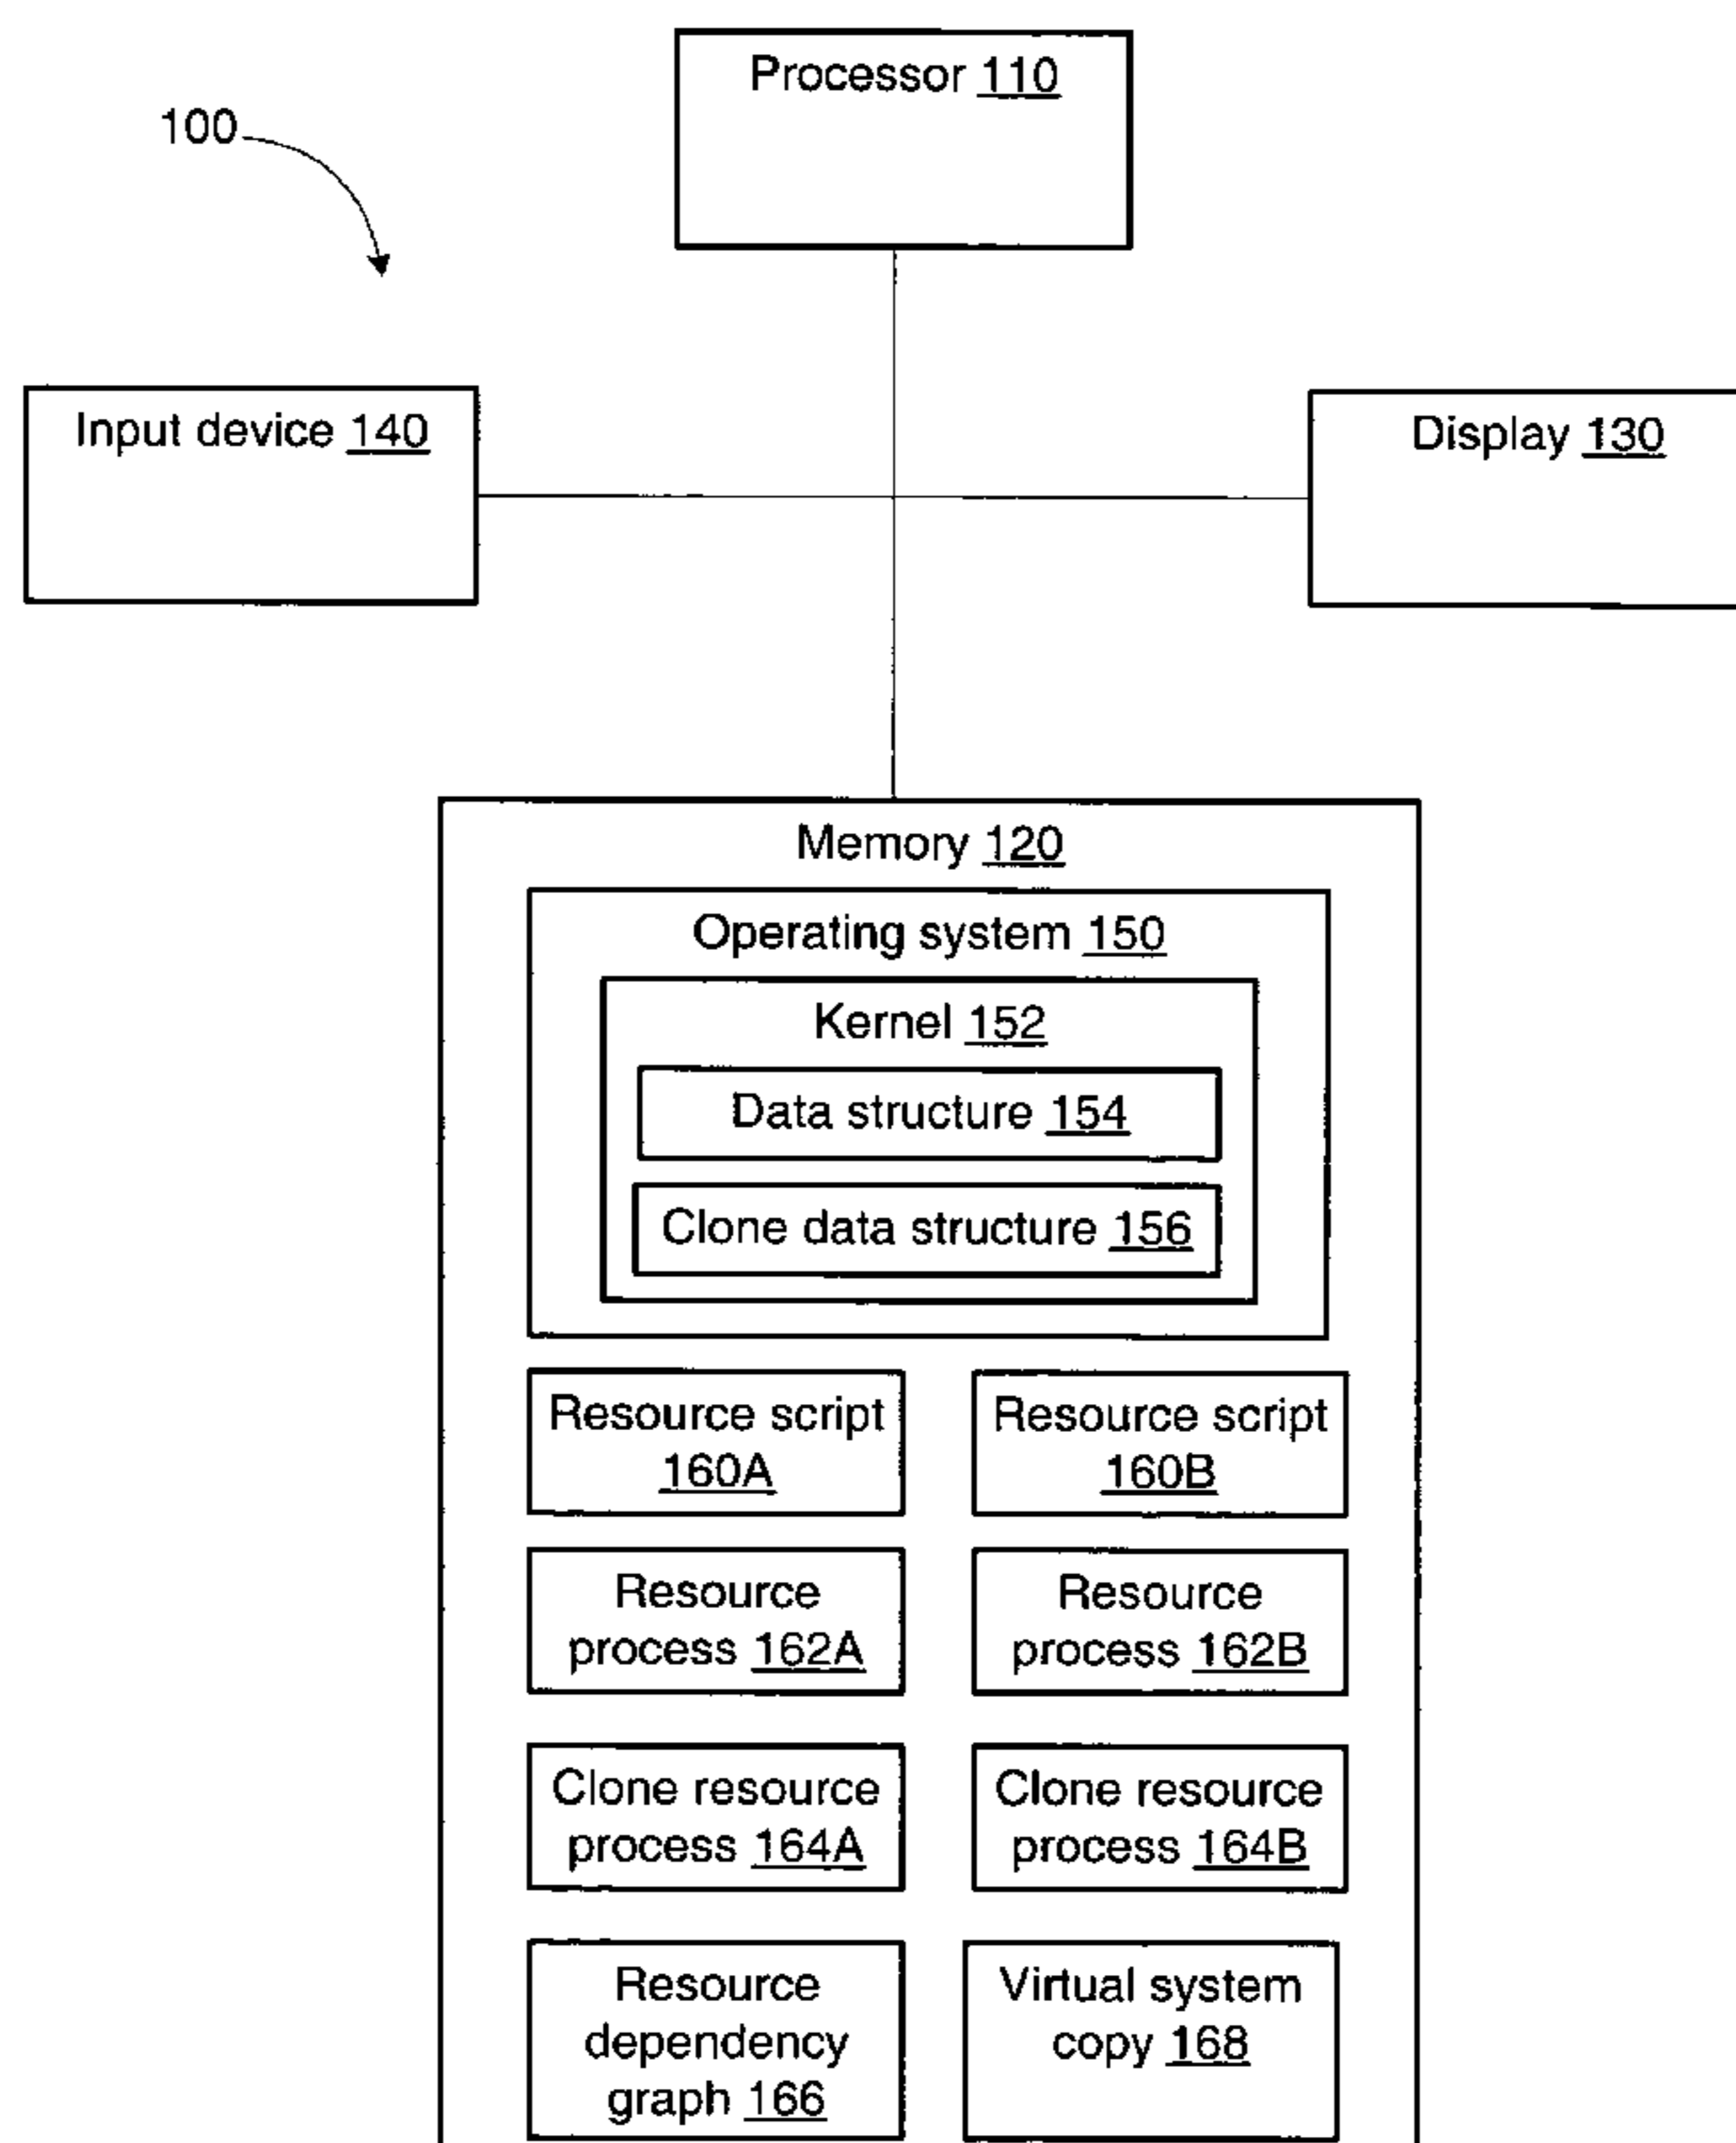 Processor 110
100
Input device 140
Display 130
Memory 120
Operating system 150
Kernel 152
Data structure 154
Clone data structure 156
Resource script
160A
Resource script
160B
Resource
process 162A
Resource
process 162B
Clone resource
process 164A
Clone resource
process 164B
Resource
dependency
graph 166
Virtual system
copy 168